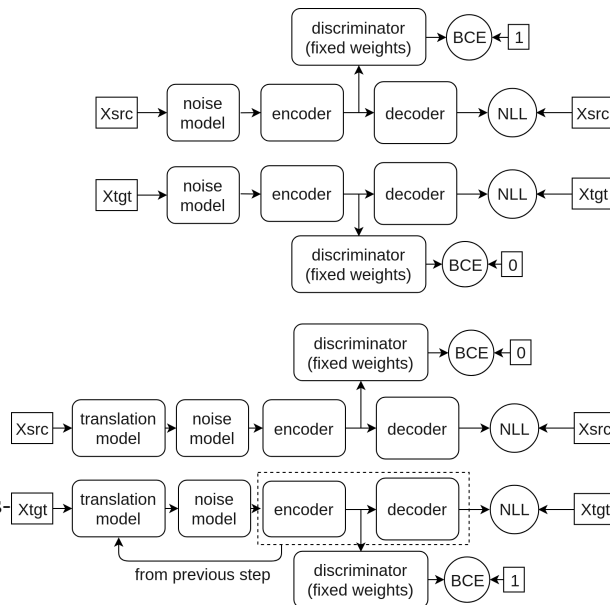 discriminator
(fixed weights)
BCE
1
Xsrc
noise
model
encoder
decoder
NLL
Xsrc
Xtgt
noise
model
encoder
decoder
NLL
Xtgt
discriminator
(fixed weights)
BCE
0
discriminator
(fixed weights)
BCE
0
Xsrc
translation
model
noise
model
encoder
decoder
NLL
Xsrc
Xtgt
translation
model
noise
model
encoder
decoder
NLL
Xtgt
from previous step
discriminator
(fixed weights)
BCE
1